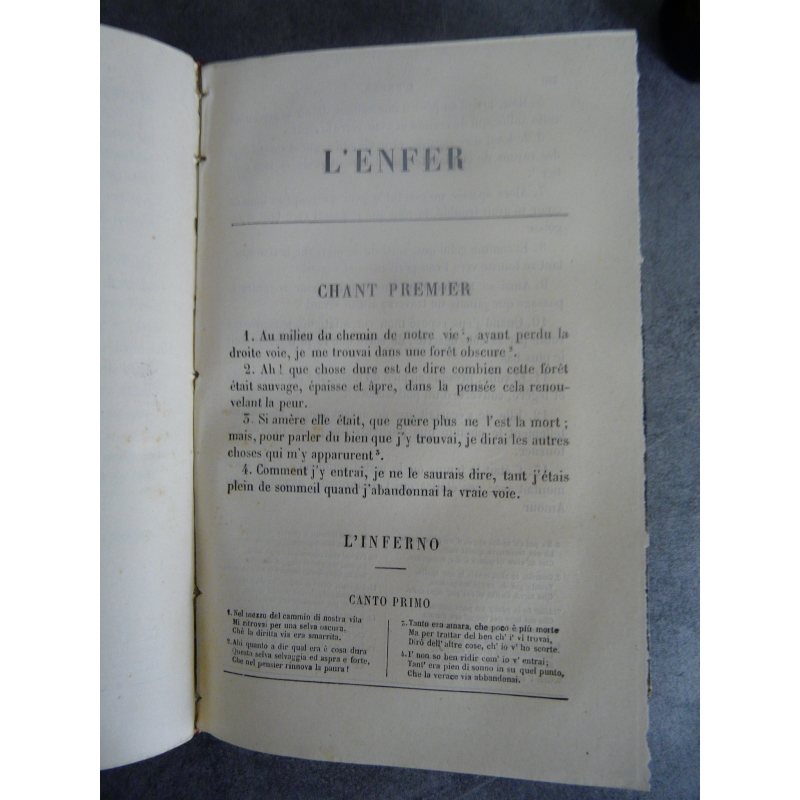 L'ENFER
CHANT PREMIER
1. Au milieu du chemin de notre vie¹, ayant perdu la
droite voie, je me trouvai dans une forêt obscure².
2. Ah! que chose dure est de dire combien cette forêt
était sauvage, épaisse et âpre, dans la pensée cela renou-
velant la peur.
3. Si amère elle était, que guère plus ne l'est la mort;
mais, pour parler du bien que j'y trouvai, je dirai les autres
choses qui m'y apparurent³.
4. Comment j'y entrai, je ne le saurais dire, tant j'étais
plein de sommeil quand j'abandonnai la vraie voie.
L'INFERNO
CANTO PRIMO
1. Nel mezzo del cammin di nostra vita
Mi ritrovai per una selva oscura,
Chè la diritta via era smarrita.
2. Ahi quanto a dir qual era è cosa dura
Questa selva selvaggia ed aspra e forte,
Che nel pensier rinnova la paura!
3. Tanto era amara, che poco è più morte
Ma per trattar del ben ch' i' vi trovai,
Dirò dell' altre cose, ch' io v' ho scorte.
4. I' non so ben ridir com' io v' entrai;
Tant' era pien di sonno in su quel punto,
Che la verace via abbandonai.